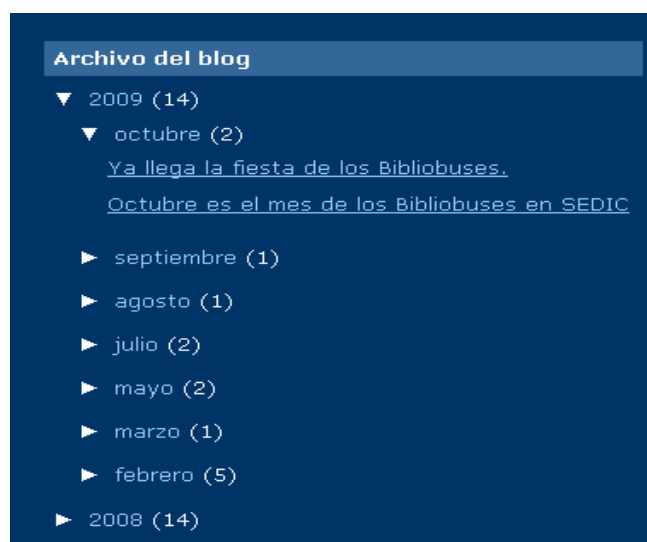 Archivo del blog
▼ 2009 (14)
▼ octubre (2)
Ya llega la fiesta de los Bibliobuses.
Octubre es el mes de los Bibliobuses en SEDIC
► septiembre (1)
► agosto (1)
► julio (2)
► mayo (2)
► marzo (1)
► febrero (5)
► 2008 (14)